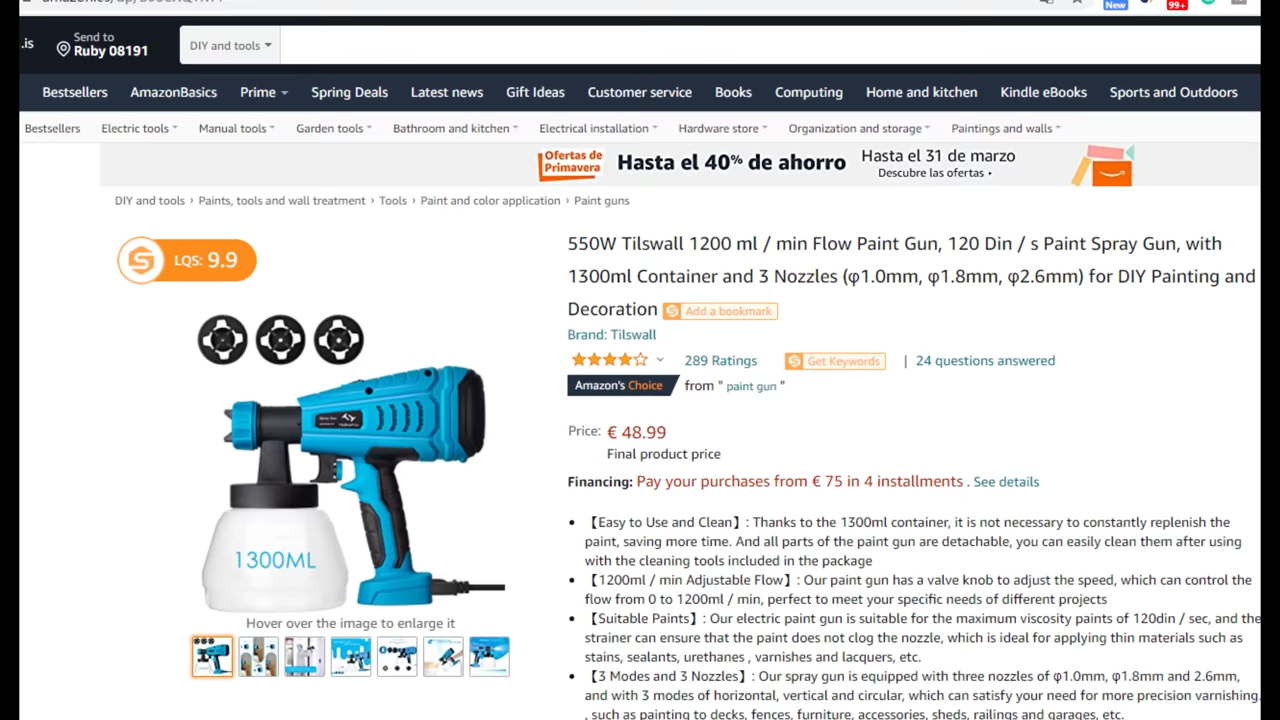 New
99+
.is
Send to
Ruby 08191
DIY and tools
Bestsellers AmazonBasics Prime Spring Deals Latest news Gift Ideas Customer service Books Computing Home and kitchen Kindle eBooks Sports and Outdoors
Bestsellers Electric tools Manual tools Garden tools Bathroom and kitchen Electrical installation Hardware store Organization and storage Paintings and walls
Ofertas de
Primavera
Hasta el 40% de ahorro
Hasta el 31 de marzo
Descubre las ofertas ›
DIY and tools › Paints, tools and wall treatment › Tools › Paint and color application › Paint guns
LQS: 9.9
1300ML
Hover over the image to enlarge it
550W Tilswall 1200 ml / min Flow Paint Gun, 120 Din / s Paint Spray Gun, with
1300ml Container and 3 Nozzles (φ1.0mm, φ1.8mm, φ2.6mm) for DIY Painting and
Decoration Add a bookmark
Brand: Tilswall
289 Ratings Get Keywords | 24 questions answered
Amazon's Choice from " paint gun "
Price: € 48.99
Final product price
Financing: Pay your purchases from € 75 in 4 installments . See details
• 【Easy to Use and Clean】: Thanks to the 1300ml container, it is not necessary to constantly replenish the
paint, saving more time. And all parts of the paint gun are detachable, you can easily clean them after using
with the cleaning tools included in the package
• 【1200ml / min Adjustable Flow】: Our paint gun has a valve knob to adjust the speed, which can control the
flow from 0 to 1200ml / min, perfect to meet your specific needs of different projects
• 【Suitable Paints】: Our electric paint gun is suitable for the maximum viscosity paints of 120din / sec, and the
strainer can ensure that the paint does not clog the nozzle, which is ideal for applying thin materials such as
stains, sealants, urethanes , varnishes and lacquers, etc.
• 【3 Modes and 3 Nozzles】: Our spray gun is equipped with three nozzles of φ1.0mm, φ1.8mm and 2.6mm,
and with 3 modes of horizontal, vertical and circular, which can satisfy your need for more precision varnishing.
, such as painting to decks, fences, furniture, accessories, sheds, railings and garages, etc.